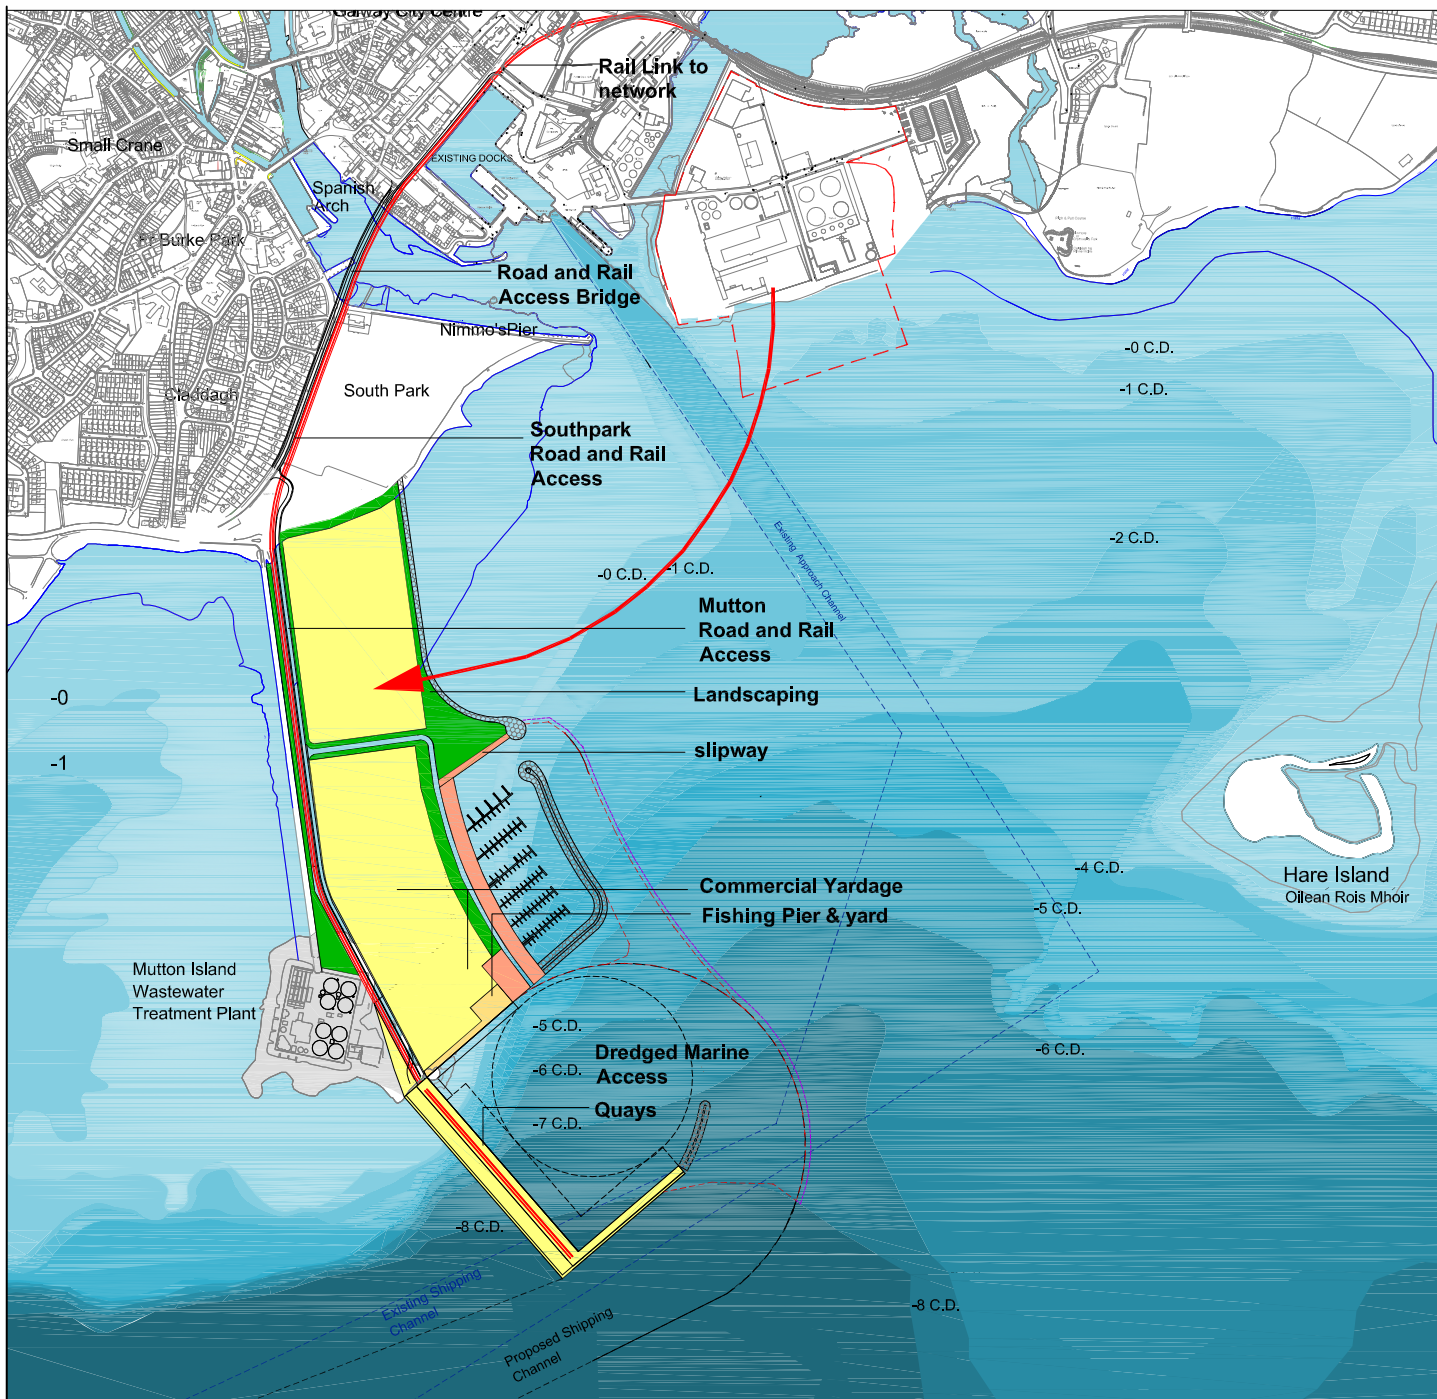 Galway City Centre
Rail Link to
network
Small Crane
EXISTING DOCKS
Spanish
Arch
Fr Burke Park
Road and Rail
Access Bridge
Nimmo'sPier
-0 C.D.
-1 C.D.
Claddagh
South Park
Southpark
Road and Rail
Access
Existing Approach Channel
-2 C.D.
-0 C.D.
-1 C.D.
Mutton
Road and Rail
Access
-0
Landscaping
-1
slipway
-4 C.D.
Hare Island
Oilean Rois Mhoir
Commercial Yardage
-5 C.D.
Fishing Pier & yard
Mutton Island
Wastewater
Treatment Plant
-5 C.D.
-6 C.D.
Dredged Marine
Access
-6 C.D.
Quays
-7 C.D.
-8 C.D.
Existing Shipping
Channel
-8 C.D.
Proposed Shipping
Channel